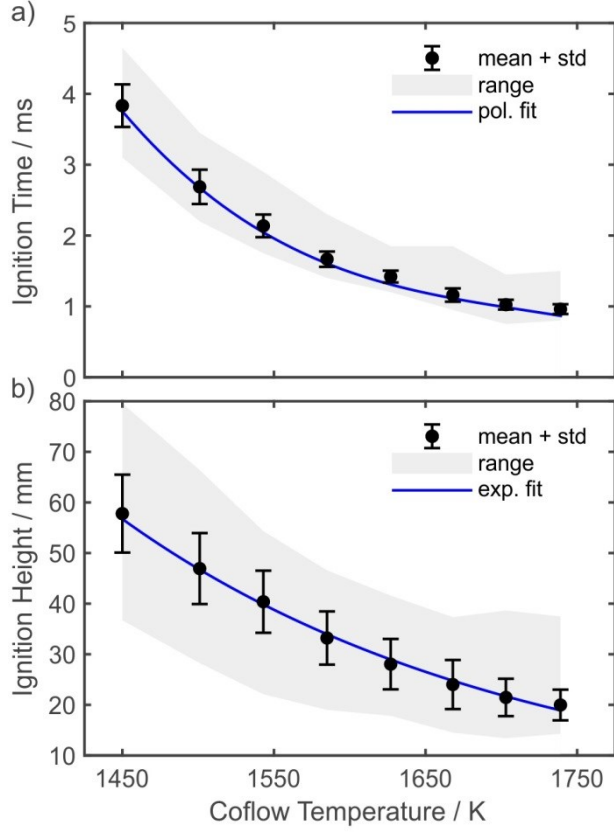 a)
5
4
3
2
1
0
Ignition Time / ms
mean + std
range
pol. fit
b)
80
70
60
50
40
30
20
10
Ignition Height / mm
mean + std
range
exp. fit
1450
1550
1650
1750
Coflow Temperature / K